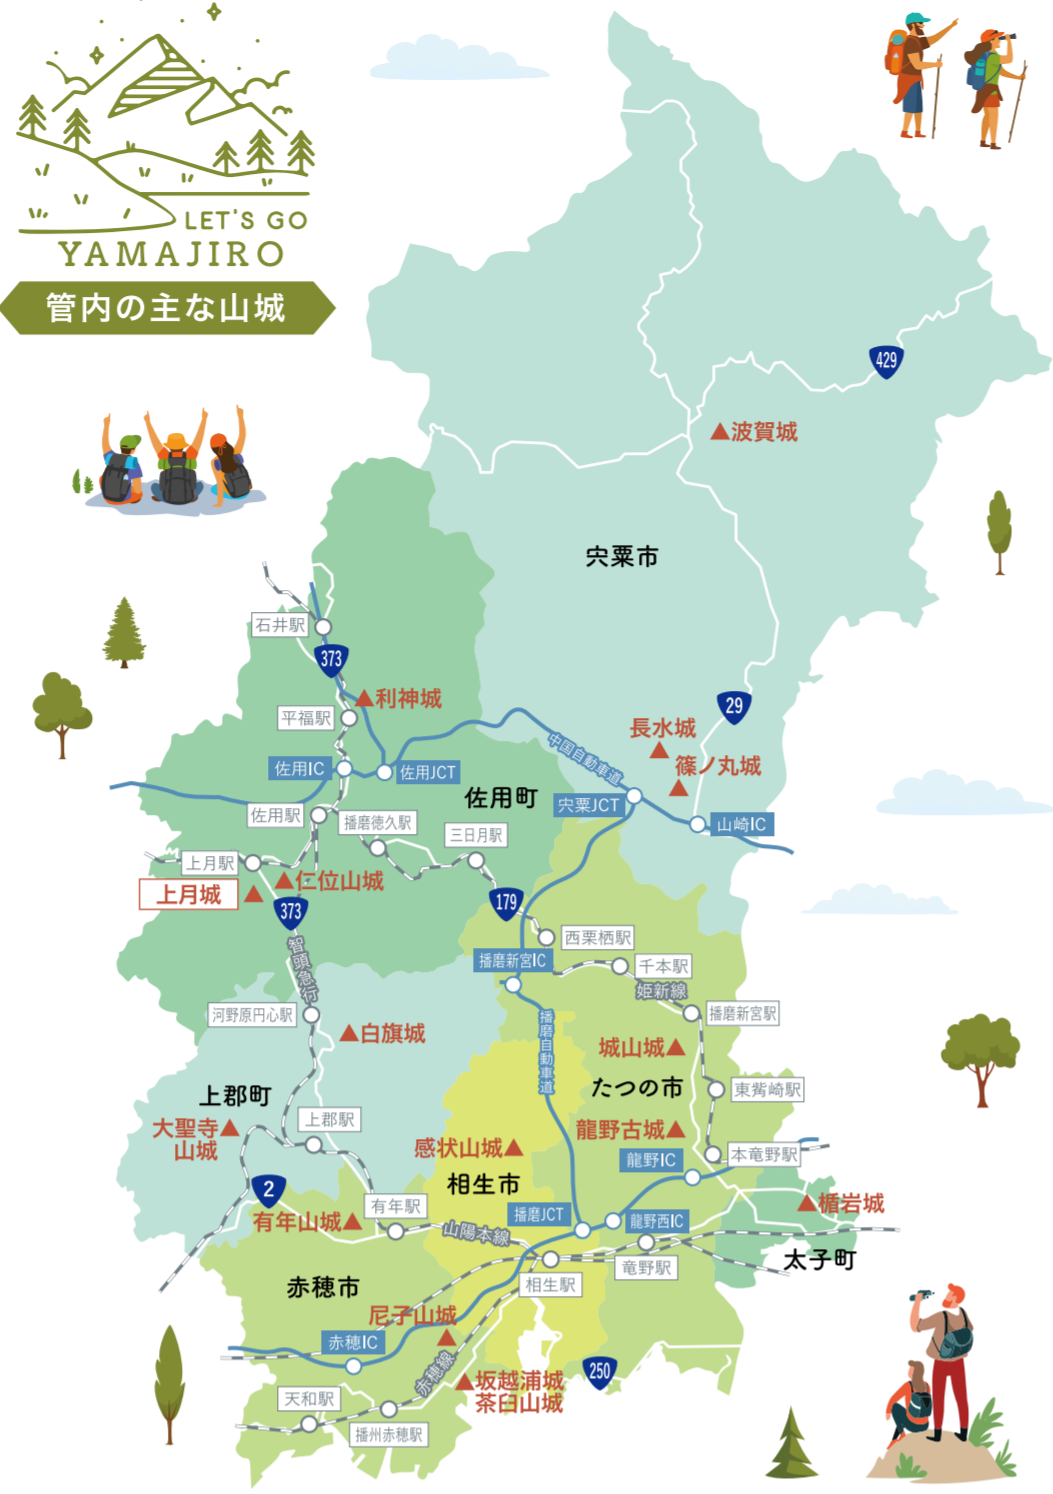 LET'S GO
YAMAJIRO
管内の主な山城
429
波賀城
宍粟市
石井駅
373
利神城
平福駅
29
長水城
篠ノ丸城
中国自動車道
佐用IC
佐用JCT
佐用町
宍粟JCT
山崎IC
佐用駅
播磨徳久駅
三日月駅
上月駅
仁位山城
上月城
373
179
智頭急行
西栗栖駅
播磨新宮IC
千本駅
姫新線
河野原円心駅
播磨新宮駅
白旗城
播磨自動車道
城山城
たつの市
東觜崎駅
上郡町
上郡駅
大聖寺
山城
龍野古城
感状山城
本竜野駅
龍野IC
相生市
2
有年駅
楯岩城
有年山城
播磨JCT
龍野西IC
山陽本線
太子町
竜野駅
相生駅
赤穂市
尼子山城
赤穂IC
赤穂線
250
坂越浦城
茶臼山城
天和駅
播州赤穂駅